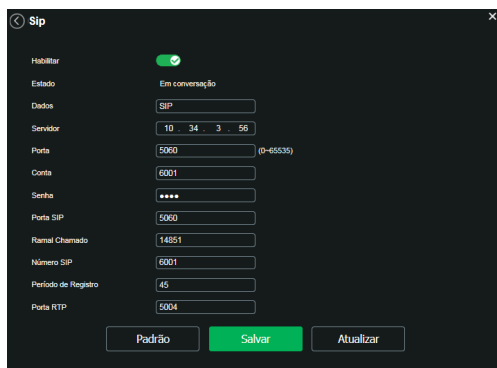 Sip
Habilitar
Estado Em conversação
Dados SIP
Servidor 10 . 34 . 3 . 56
Porta 5060 (0~65535)
Conta 6001
Senha ••••
Porta SIP 5060
Ramal Chamado 14851
Número SIP 6001
Período de Registro 45
Porta RTP 5004
Padrão Salvar Atualizar